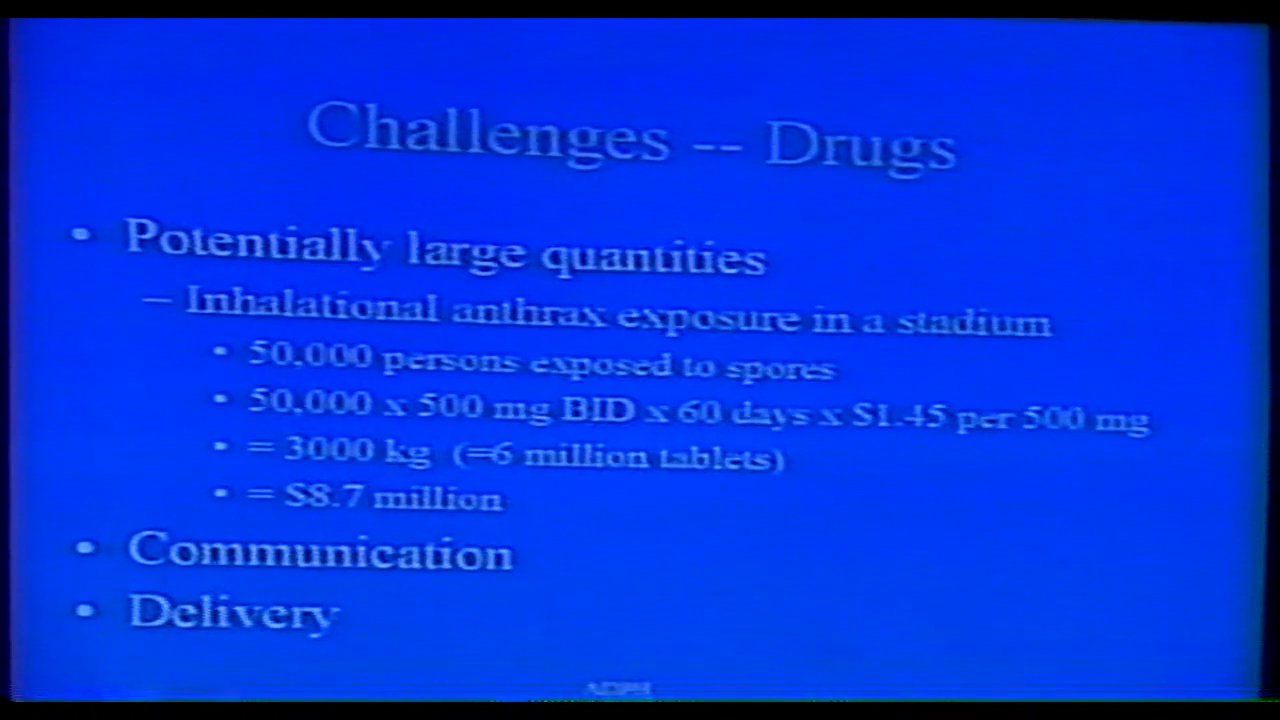 Challenges -- Drugs
• Potentially large quantities
– Inhalational anthrax exposure in a stadium
• 50,000 persons exposed to spores
• 50,000 x 500 mg BID x 60 days x $1.45 per 500 mg
• = 3000 kg (=6 million tablets)
• = $8.7 million
• Communication
• Delivery